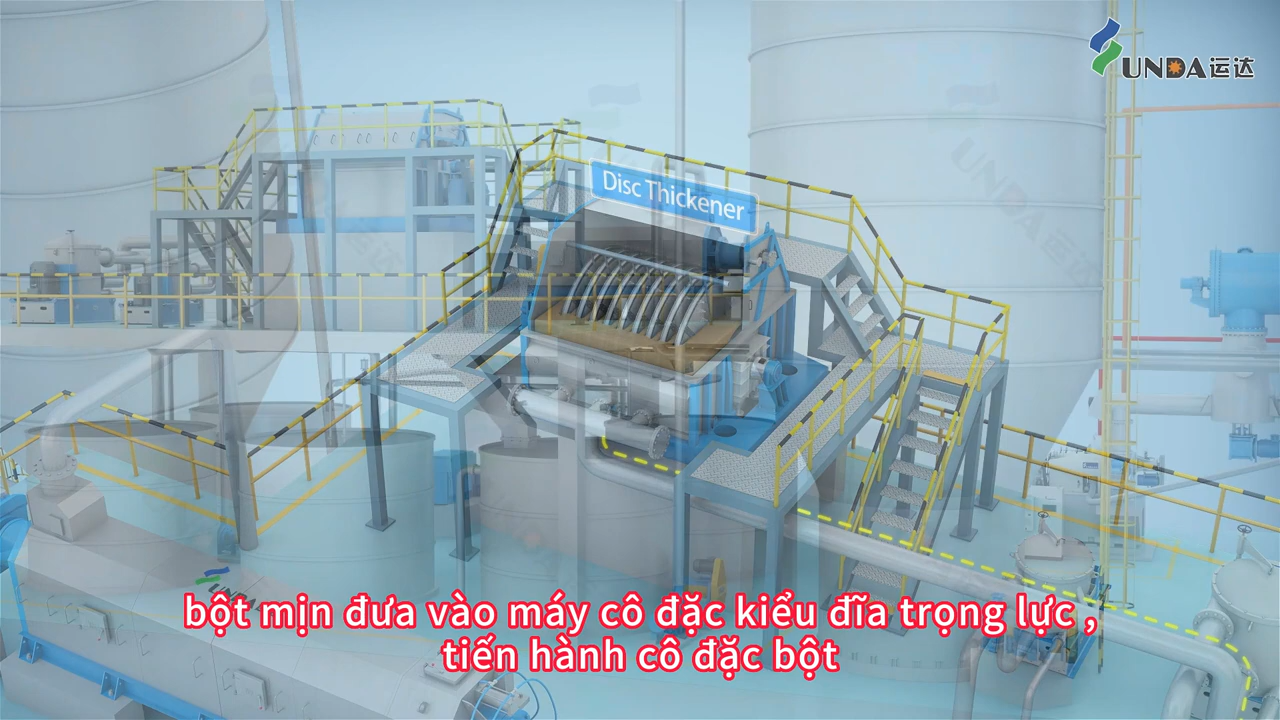 UNDA运达
Disc Thickener
bột mịn đưa vào máy cô đặc kiểu đĩa trọng lực ,
tiến hành cô đặc bột